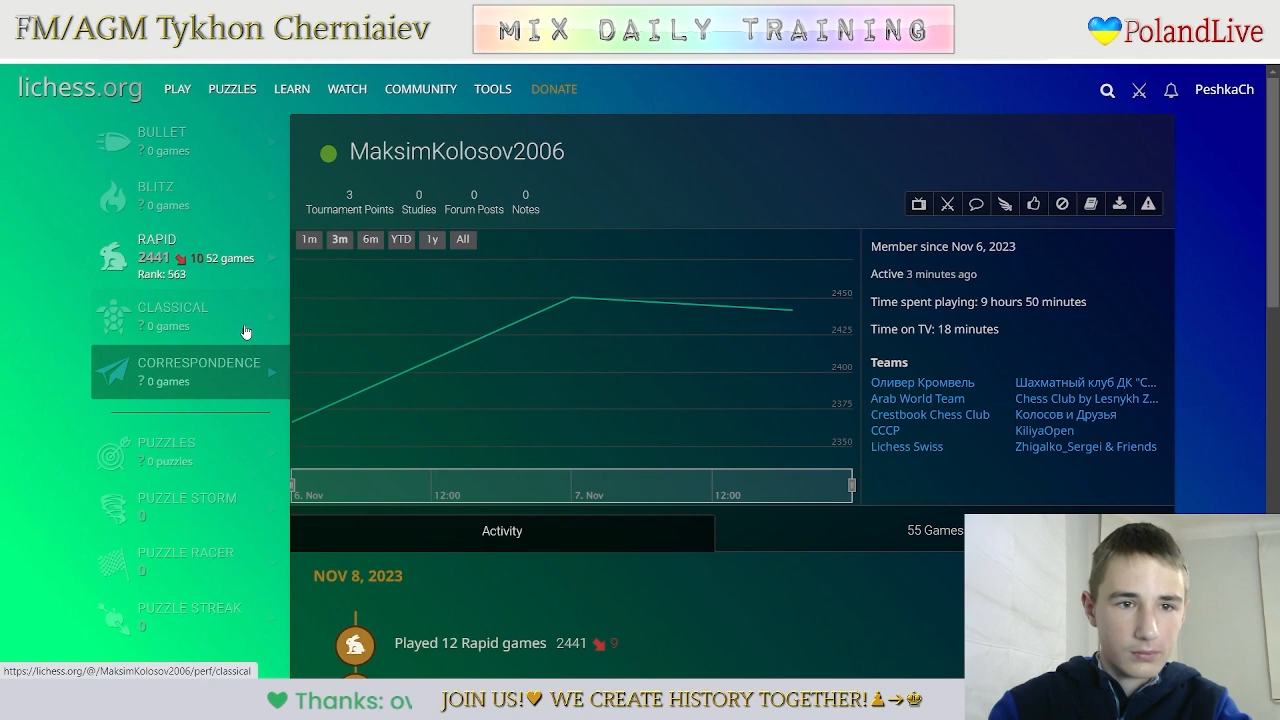 FM/AGM Tykhon Cherniaiev
MIX DAILY TRAINING
PolandLive
lichess.org PLAY PUZZLES LEARN WATCH COMMUNITY TOOLS DONATE PeshkaCh
BULLET
? 0 games
BLITZ
? 0 games
RAPID
2441 10 52 games
Rank: 563
CLASSICAL
? 0 games
CORRESPONDENCE
? 0 games
PUZZLES
? 0 puzzles
PUZZLE STORM
0
PUZZLE RACER
0
PUZZLE STREAK
0
MaksimKolosov2006
3 0 0 0
Tournament Points Studies Forum Posts Notes
1m 3m 6m YTD 1y All
2450
2425
2400
2375
2350
6. Nov 12:00 7. Nov 12:00
Member since Nov 6, 2023
Active 3 minutes ago
Time spent playing: 9 hours 50 minutes
Time on TV: 18 minutes
Teams
Оливер Кромвель Шахматный клуб ДК "С...
Arab World Team Chess Club by Lesnykh Z...
Crestbook Chess Club Колосов и Друзья
СССР KiliyaOpen
Lichess Swiss Zhigalko_Sergei & Friends
Activity 55 Games
NOV 8, 2023
Played 12 Rapid games 2441 9
https://lichess.org/@/MaksimKolosov2006/perf/classical
Thanks:
JOIN US! WE CREATE HISTORY TOGETHER!